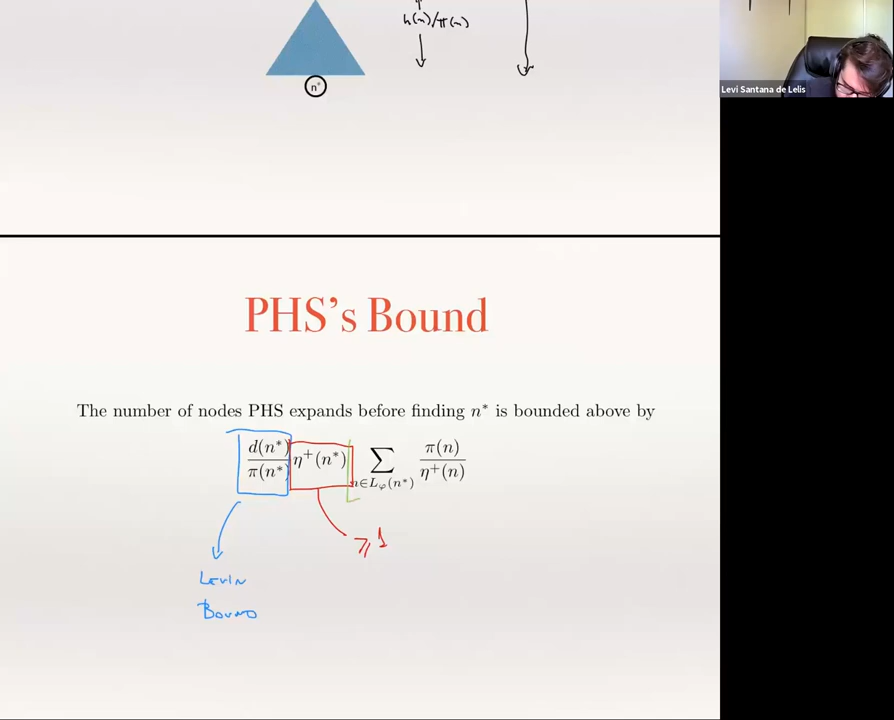 h(n)/π(n)
n*
Levi Santana de Lelis
PHS's Bound
The number of nodes PHS expands before finding n* is bounded above by
d(n*)/π(n*) η⁺(n*) ∑_{n∈L_φ(n*)} π(n)/η⁺(n)
⩾ 1
LEVIN
BOUND